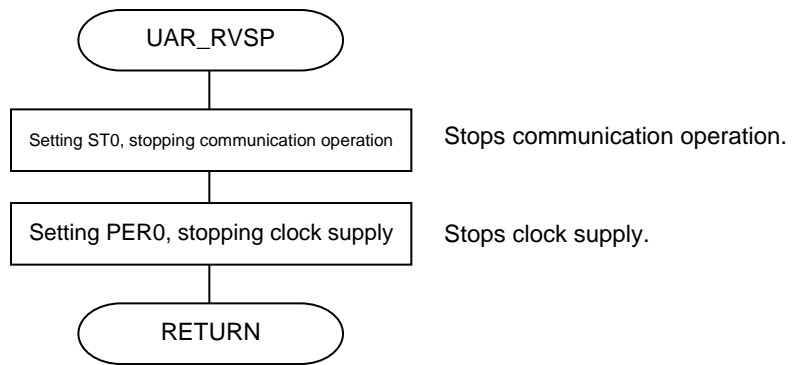 UAR_RVSP
Setting ST0, stopping communication operation
Stops communication operation.
Setting PER0, stopping clock supply
Stops clock supply.
RETURN